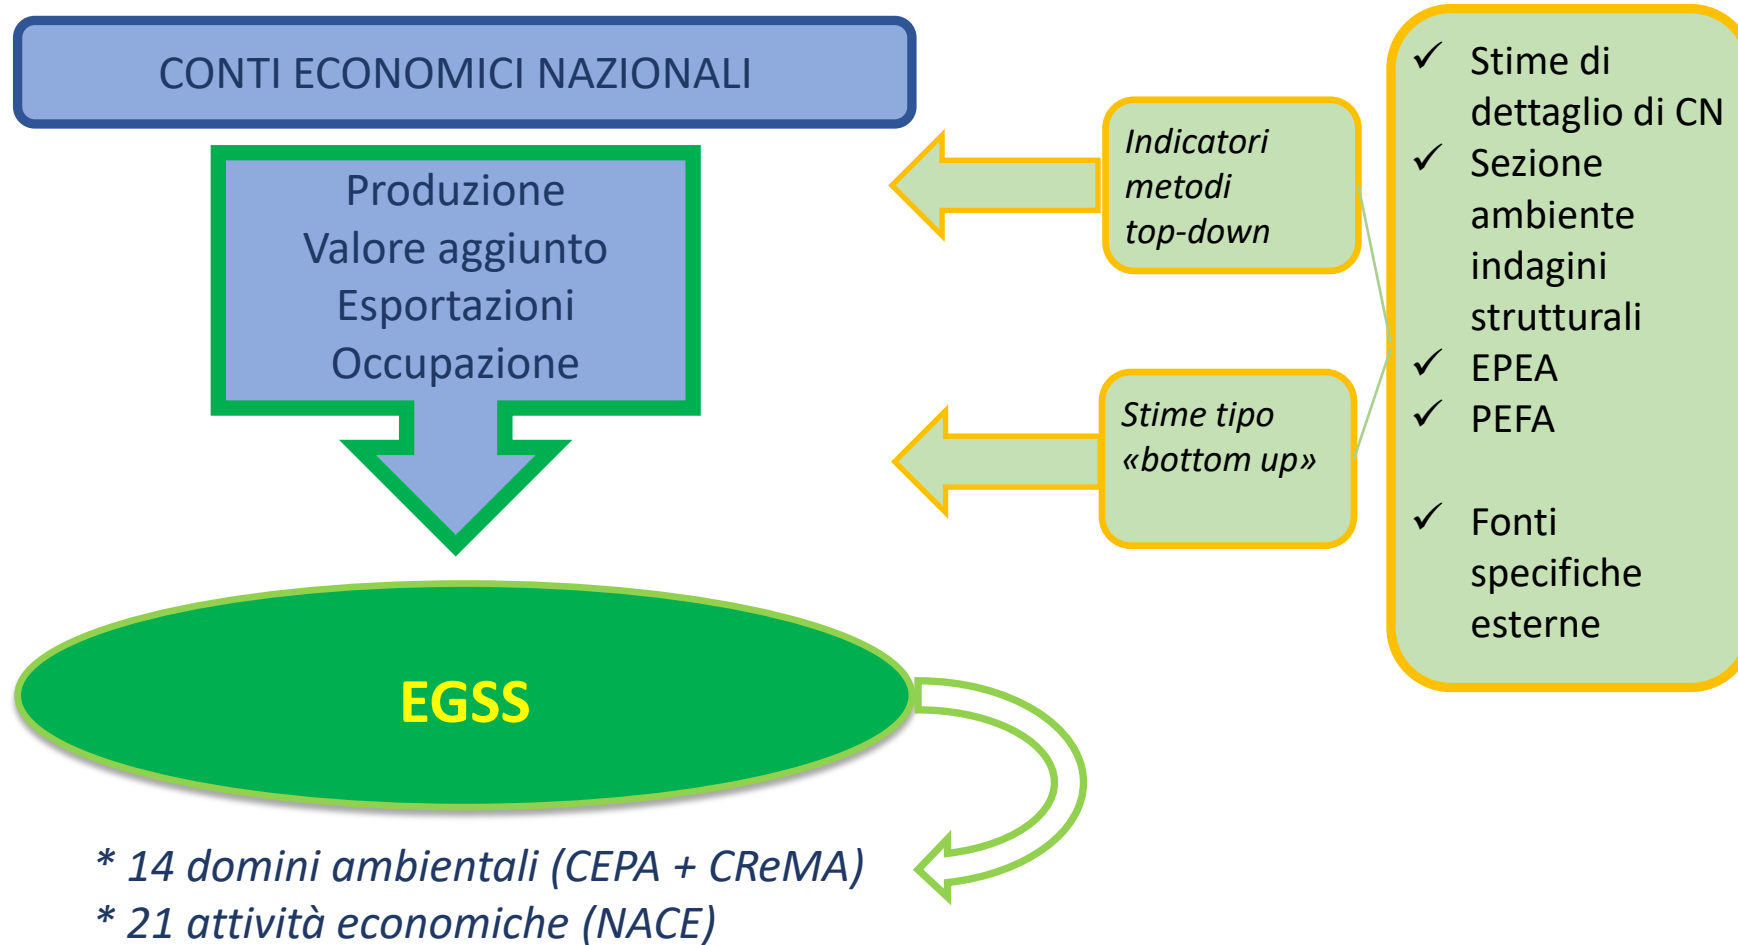 CONTI ECONOMICI NAZIONALI
Produzione
Valore aggiunto
Esportazioni
Occupazione
Indicatori
metodi
top-down
Stime tipo
«bottom up»
✓ Stime di
dettaglio di CN
✓ Sezione
ambiente
indagini
strutturali
✓ EPEA
✓ PEFA
✓ Fonti
specifiche
esterne
EGSS
* 14 domini ambientali (CEPA + CReMA)
* 21 attività economiche (NACE)